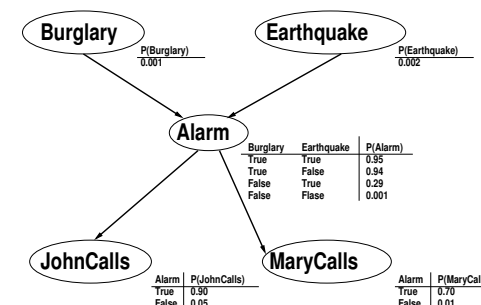 Burglary
P(Burglary)
0.001
Earthquake
P(Earthquake)
0.002
Alarm
Burglary Earthquake P(Alarm)
True True 0.95
True False 0.94
False True 0.29
False Flase 0.001
JohnCalls
Alarm P(JohnCalls)
True 0.90
False 0.05
MaryCalls
Alarm P(MaryCal
True 0.70
False 0.01